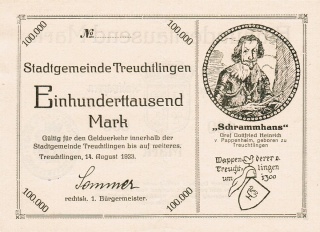 100.000
100.000
№
Stadtgemeinde Treuchtlingen
Einhunderttausend
Mark
Gültig für den Geldverkehr innerhalb der
Stadtgemeinde Treuchtlingen bis auf weiteres.
Treuchtlingen, 14. August 1923.
Sommer
rechtsk. 1. Bürgermeister.
100.000
100.000
„Schrammhans“
Graf Gottfried Heinrich
v. Pappenheim, geboren zu
Treuchtlingen
Wappen derer v.
Treuchtlingen
um 1300